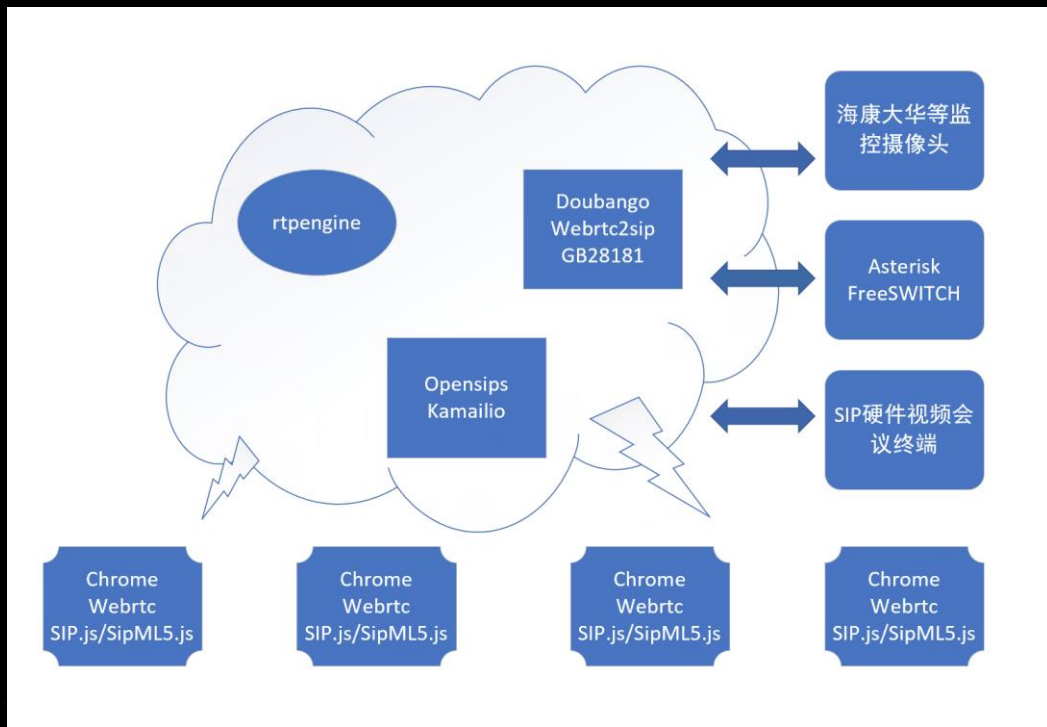 海康大华等监
控摄像头
rtpengine
Doubango
Webrtc2sip
GB28181
Asterisk
FreeSWITCH
Opensips
Kamailio
SIP硬件视频会
议终端
Chrome
Webrtc
SIP.js/SipML5.js
Chrome
Webrtc
SIP.js/SipML5.js
Chrome
Webrtc
SIP.js/SipML5.js
Chrome
Webrtc
SIP.js/SipML5.js